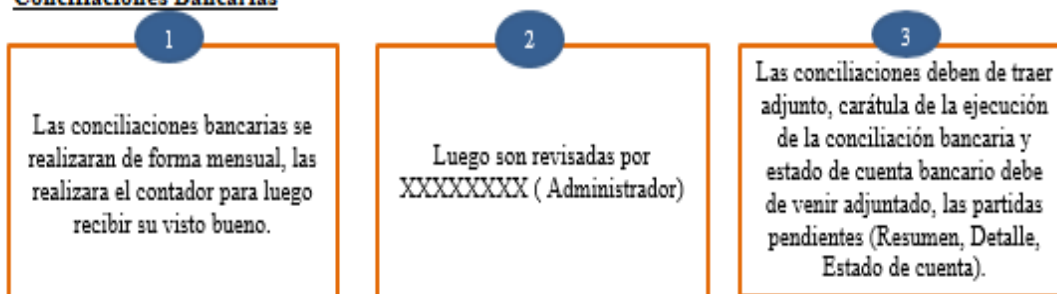 Conciliaciones Bancarias
1
Las conciliaciones bancarias se
realizaran de forma mensual, las
realizara el contador para luego
recibir su visto bueno.
2
Luego son revisadas por
XXXXXXXX ( Administrador)
3
Las conciliaciones deben de traer
adjunto, carátula de la ejecución
de la conciliación bancaria y
estado de cuenta bancario debe
de venir adjuntado, las partidas
pendientes (Resumen, Detalle,
Estado de cuenta).